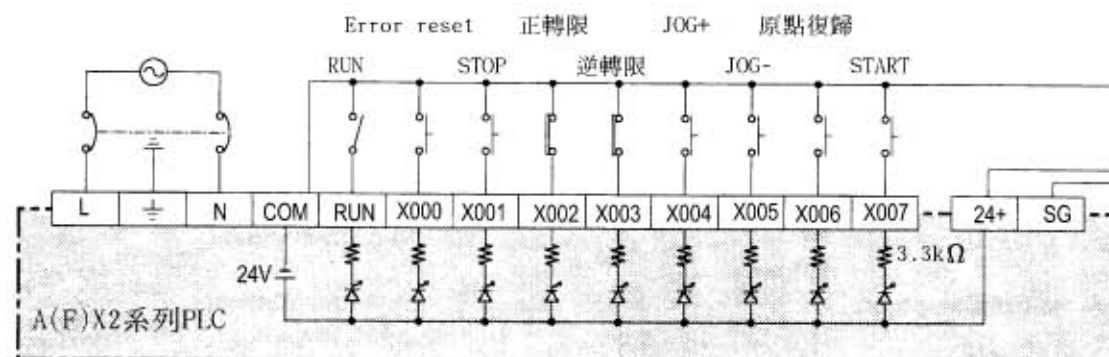 Error reset 正轉限 JOG+ 原點復歸
RUN STOP 逆轉限 JOG- START
L N COM RUN X000 X001 X002 X003 X004 X005 X006 X007 24+ SG
3.3kΩ
24V
A(F)X2系列PLC